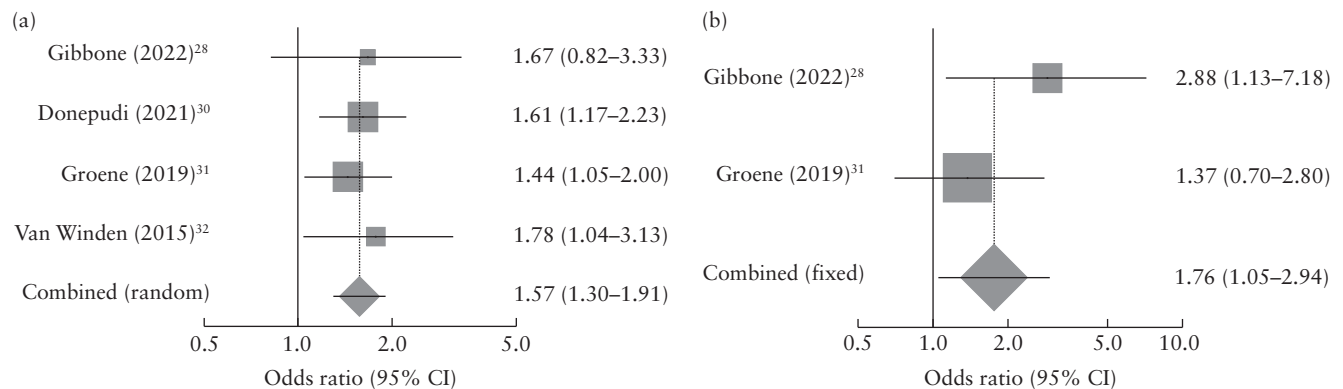 (a)
Gibbone (2022)²⁸ 1.67 (0.82–3.33)
Donepudi (2021)³⁰ 1.61 (1.17–2.23)
Groene (2019)³¹ 1.44 (1.05–2.00)
Van Winden (2015)³² 1.78 (1.04–3.13)
Combined (random) 1.57 (1.30–1.91)
0.5 1.0 2.0 5.0
Odds ratio (95% CI)
(b)
Gibbone (2022)²⁸ 2.88 (1.13–7.18)
Groene (2019)³¹ 1.37 (0.70–2.80)
Combined (fixed) 1.76 (1.05–2.94)
0.5 1.0 2.0 5.0 10.0
Odds ratio (95% CI)